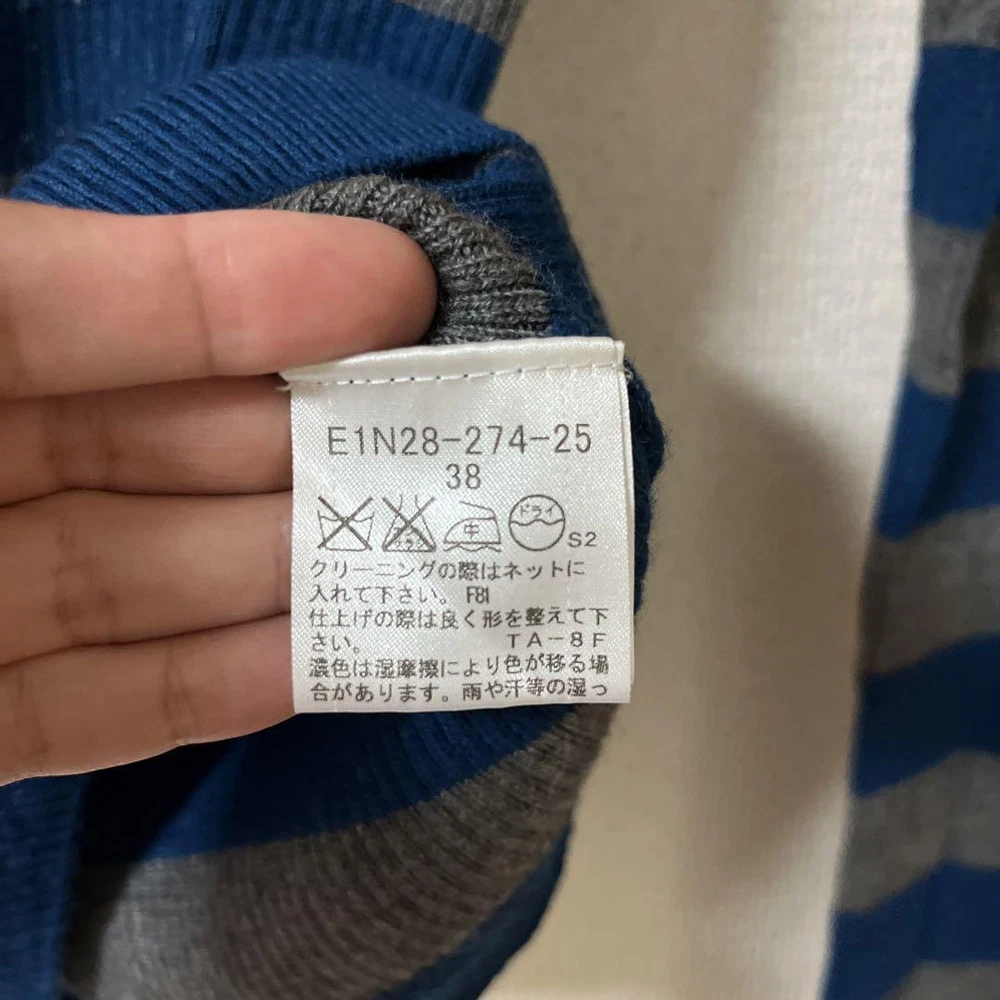 E1N28-274-25
38
中 ドライ S2
クリーニングの際はネットに
入れて下さい。 F8I
仕上げの際は良く形を整えて下
さい。 TA-8F
濃色は湿摩擦により色が移る場
合があります。雨や汗等の湿っ